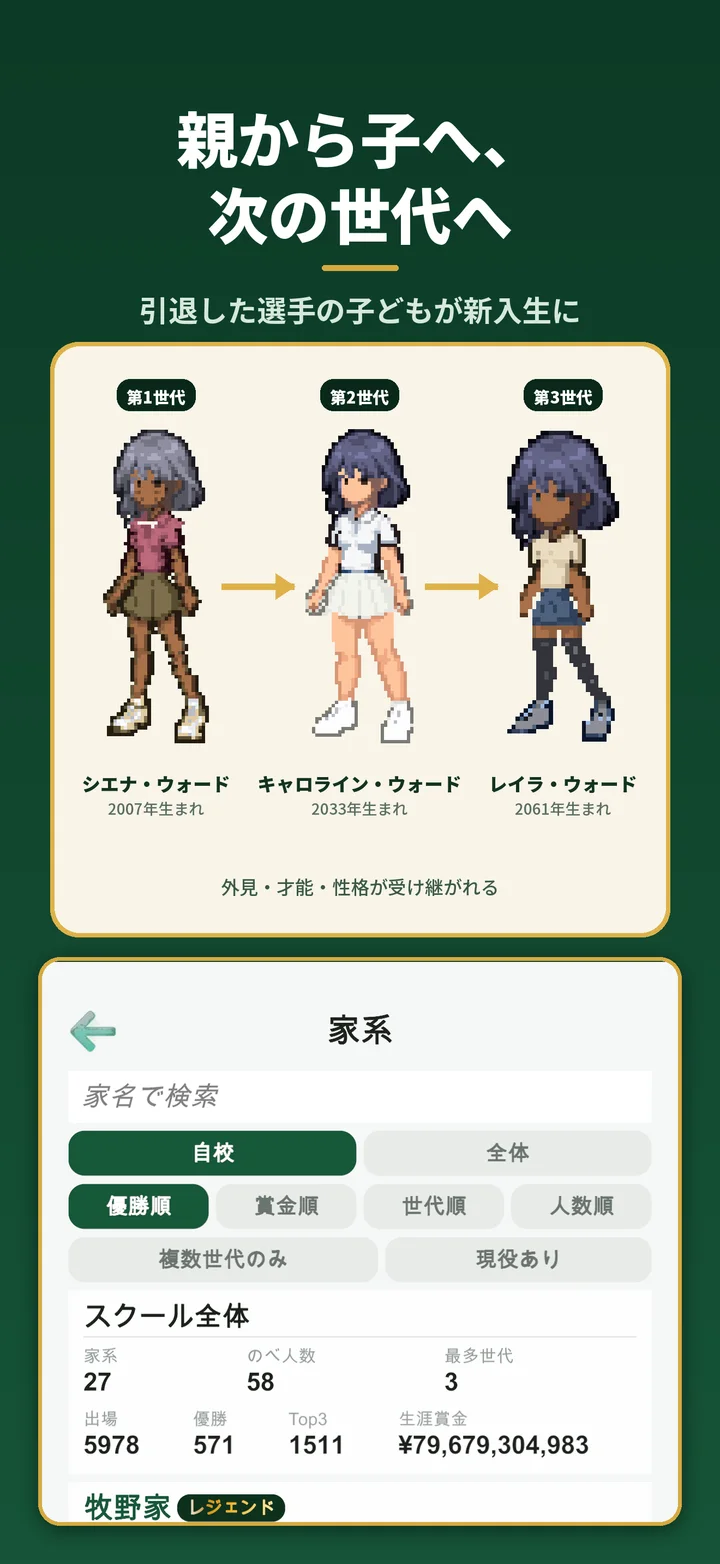 親から子へ、
次の世代へ
引退した選手の子どもが新入生に
第1世代 第2世代 第3世代
シエナ・ウォード キャロライン・ウォード レイラ・ウォード
2007年生まれ 2033年生まれ 2061年生まれ
外見・才能・性格が受け継がれる
家系
家名で検索
自校 全体
優勝順 賞金順 世代順 人数順
複数世代のみ 現役あり
スクール全体
家系 のべ人数 最多世代
27 58 3
出場 優勝 Top3 生涯賞金
5978 571 1511 ¥79,679,304,983
牧野家 レジェンド